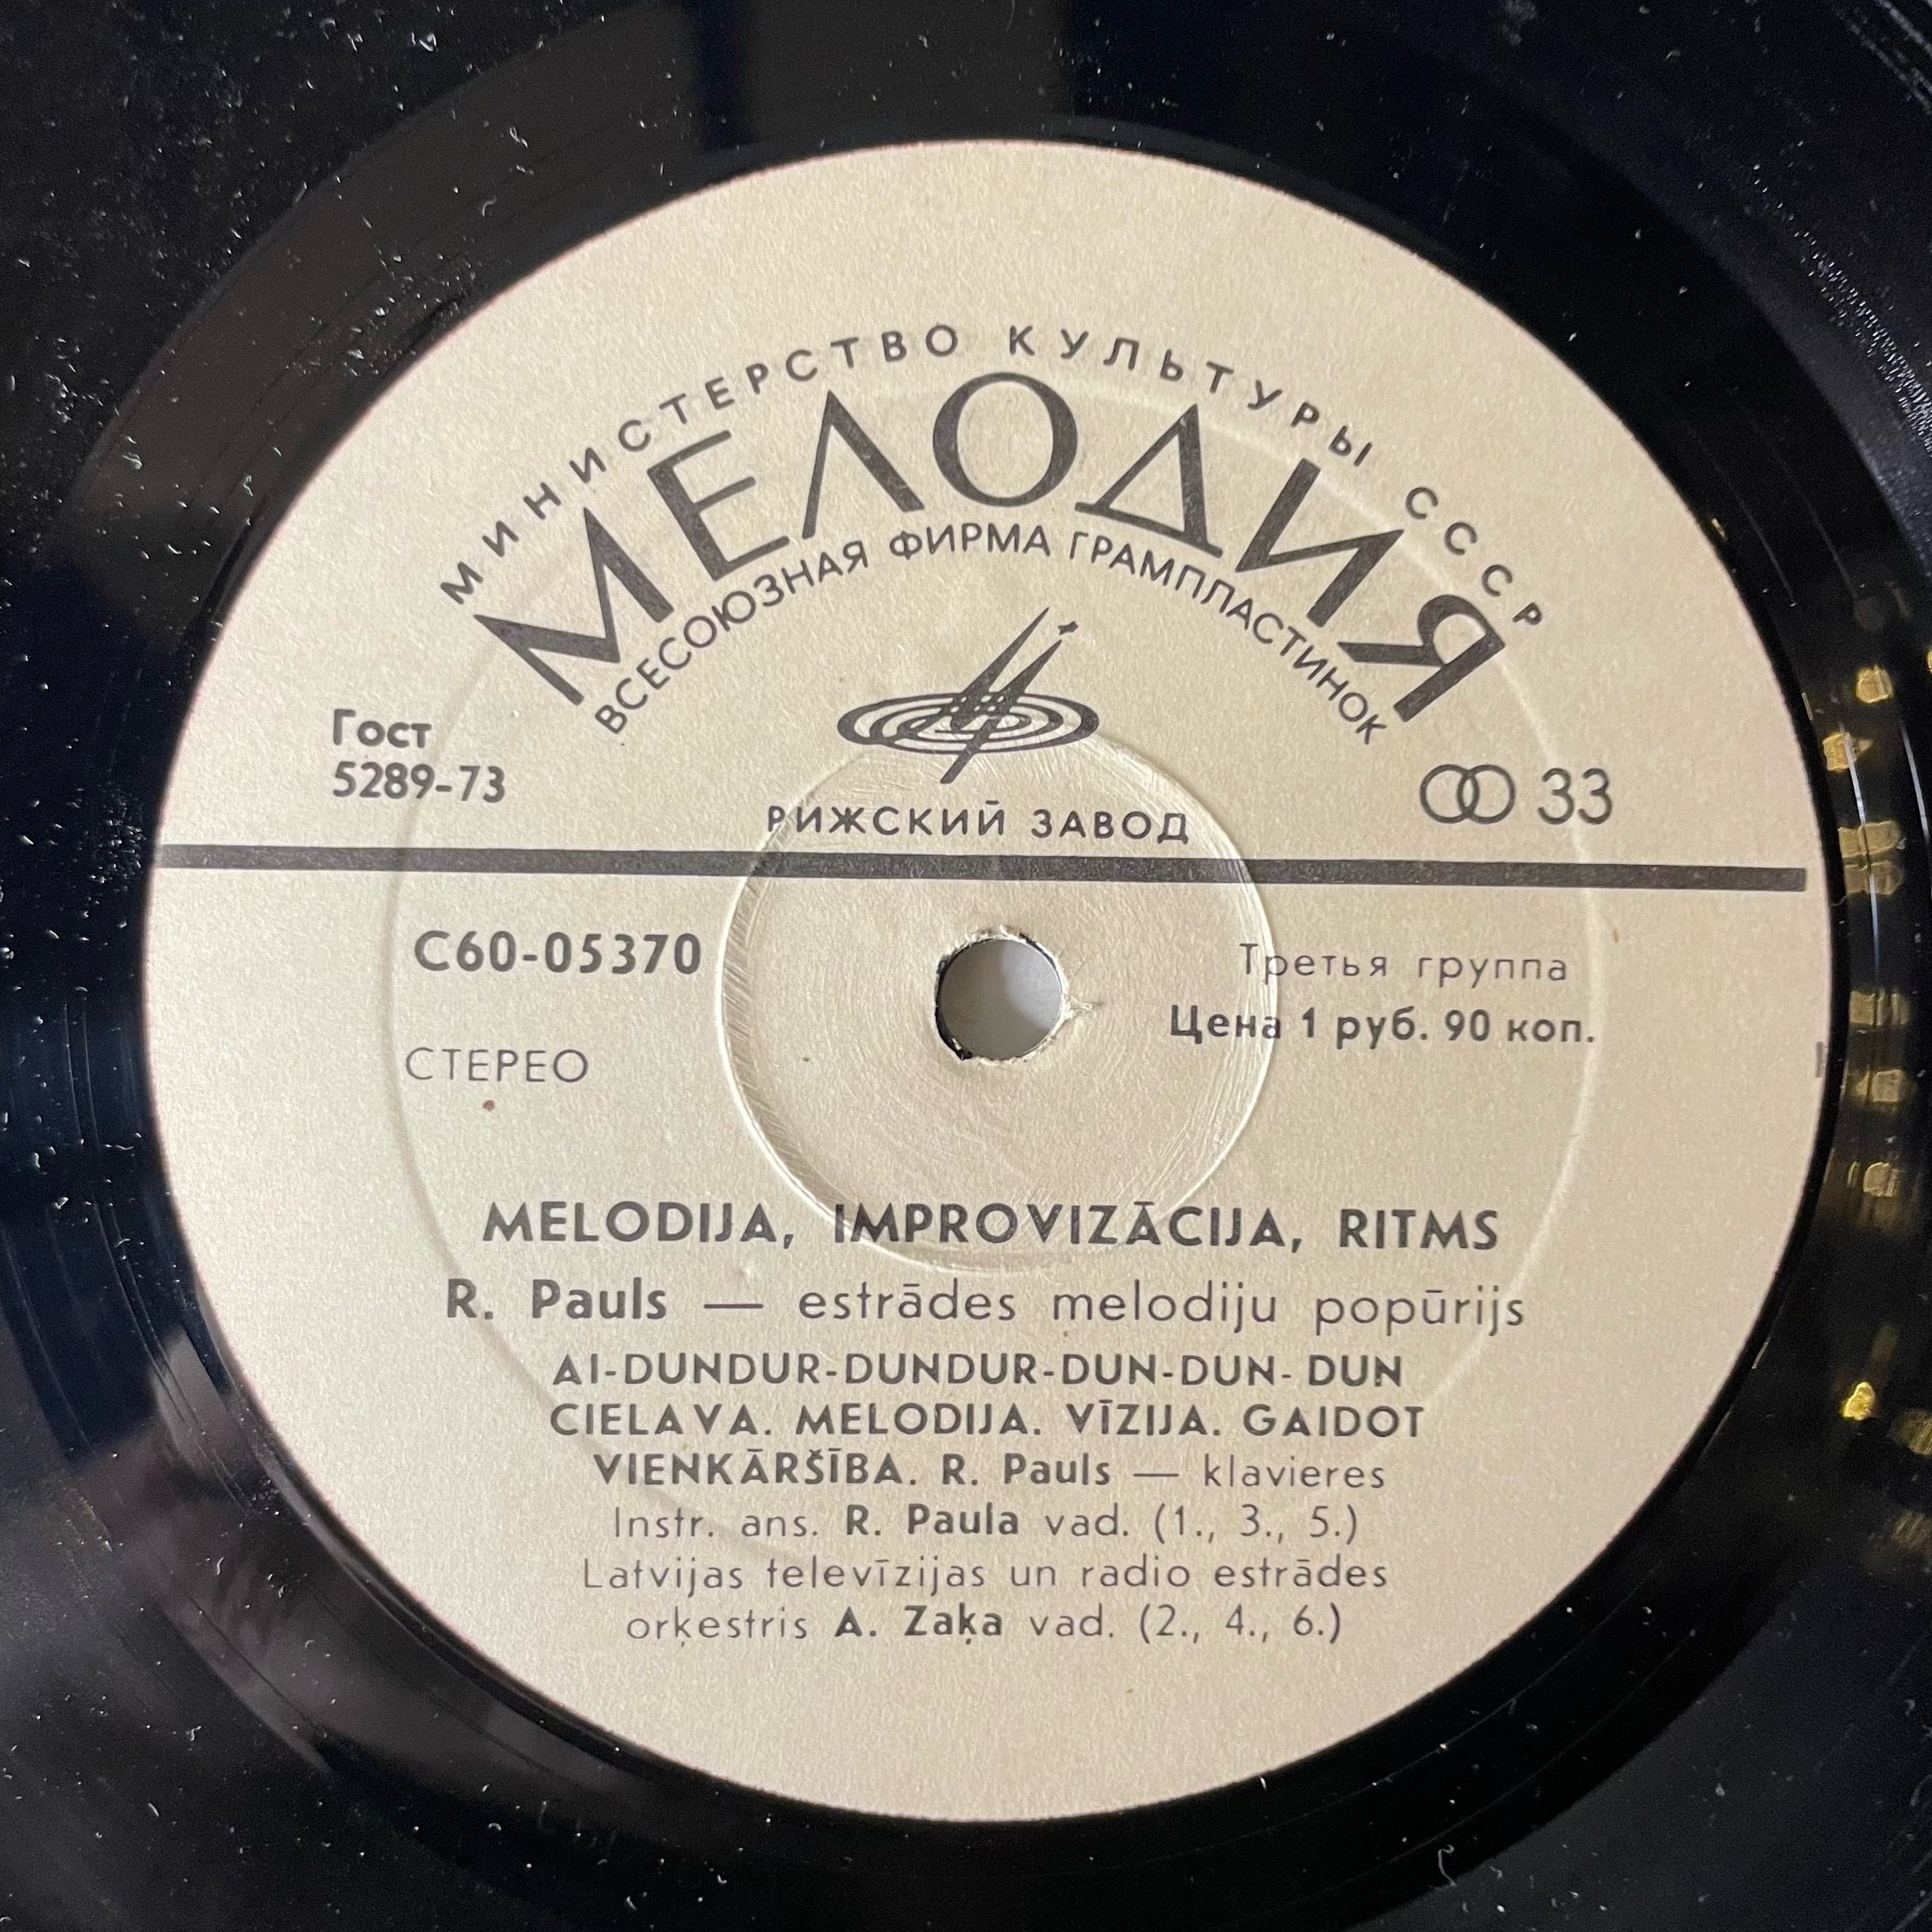 МИНИСТЕРСТВО КУЛЬТУРЫ СССР
МЕЛОДИЯ
ВСЕСОЮЗНАЯ ФИРМА ГРАМПЛАСТИНОК
Гост
5289-73
33
РИЖСКИЙ ЗАВОД
С60-05370
Третья группа
Цена 1 руб. 90 коп.
СТЕРЕО
MELODIJA, IMPROVIZĀCIJA, RITMS
R. Pauls — estrādes melodiju popūrijs
AI-DUNDUR-DUNDUR-DUN-DUN-DUN
CIELAVA. MELODIJA. VĪZIJA. GAIDOT
VIENKĀRŠĪBA. R. Pauls — klavieres
Instr. ans. R. Paula vad. (1., 3., 5.)
Latvijas televīzijas un radio estrādes
orķestris A. Zaķa vad. (2., 4., 6.)